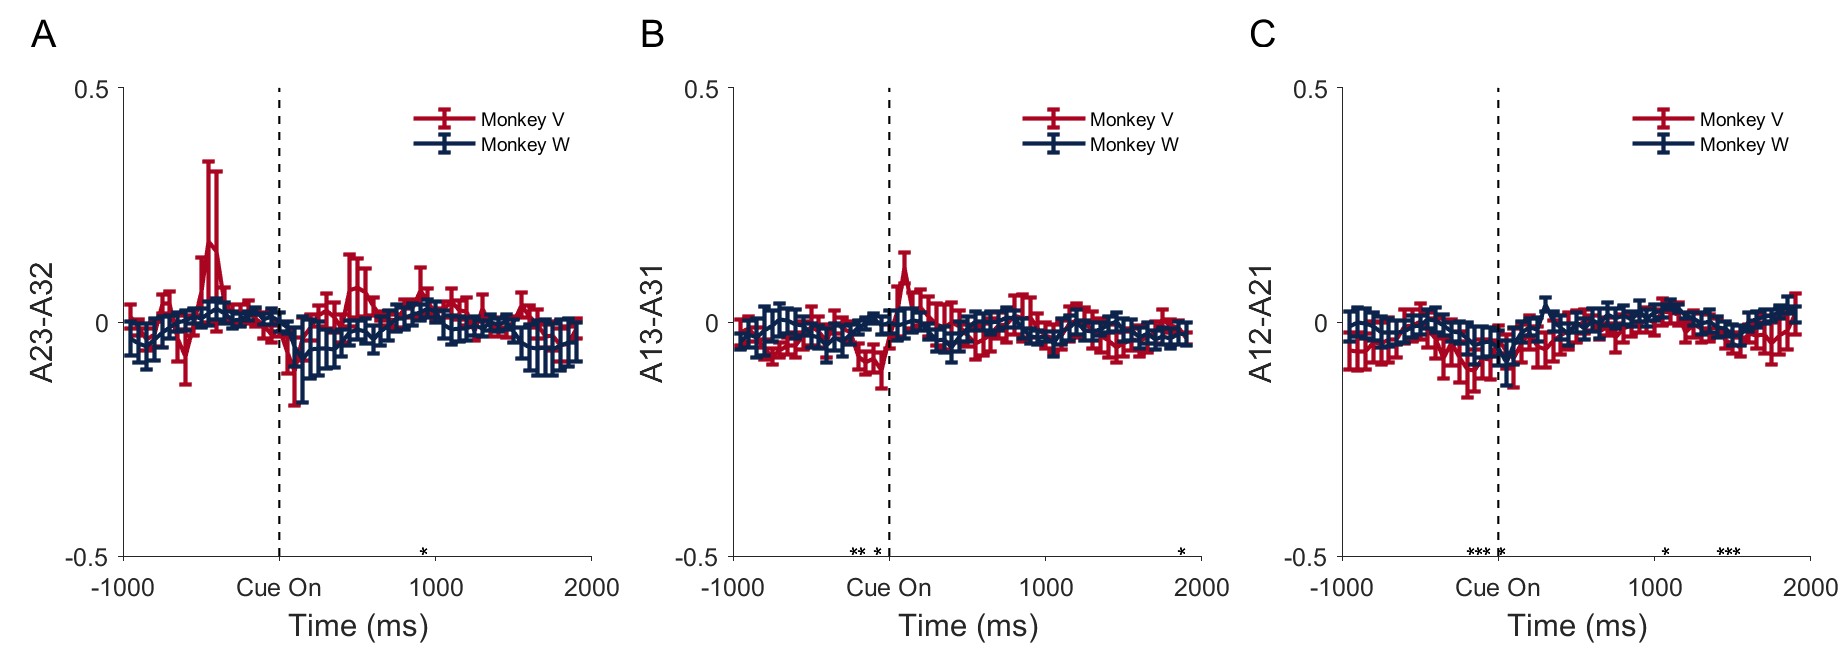 A
0.5
0
-0.5
A23-A32
Monkey V
Monkey W
*
-1000
Cue On
1000
2000
Time (ms)
B
0.5
0
-0.5
A13-A31
Monkey V
Monkey W
** *
*
-1000
Cue On
1000
2000
Time (ms)
C
0.5
0
-0.5
A12-A21
Monkey V
Monkey W
*** *
*
***
-1000
Cue On
1000
2000
Time (ms)